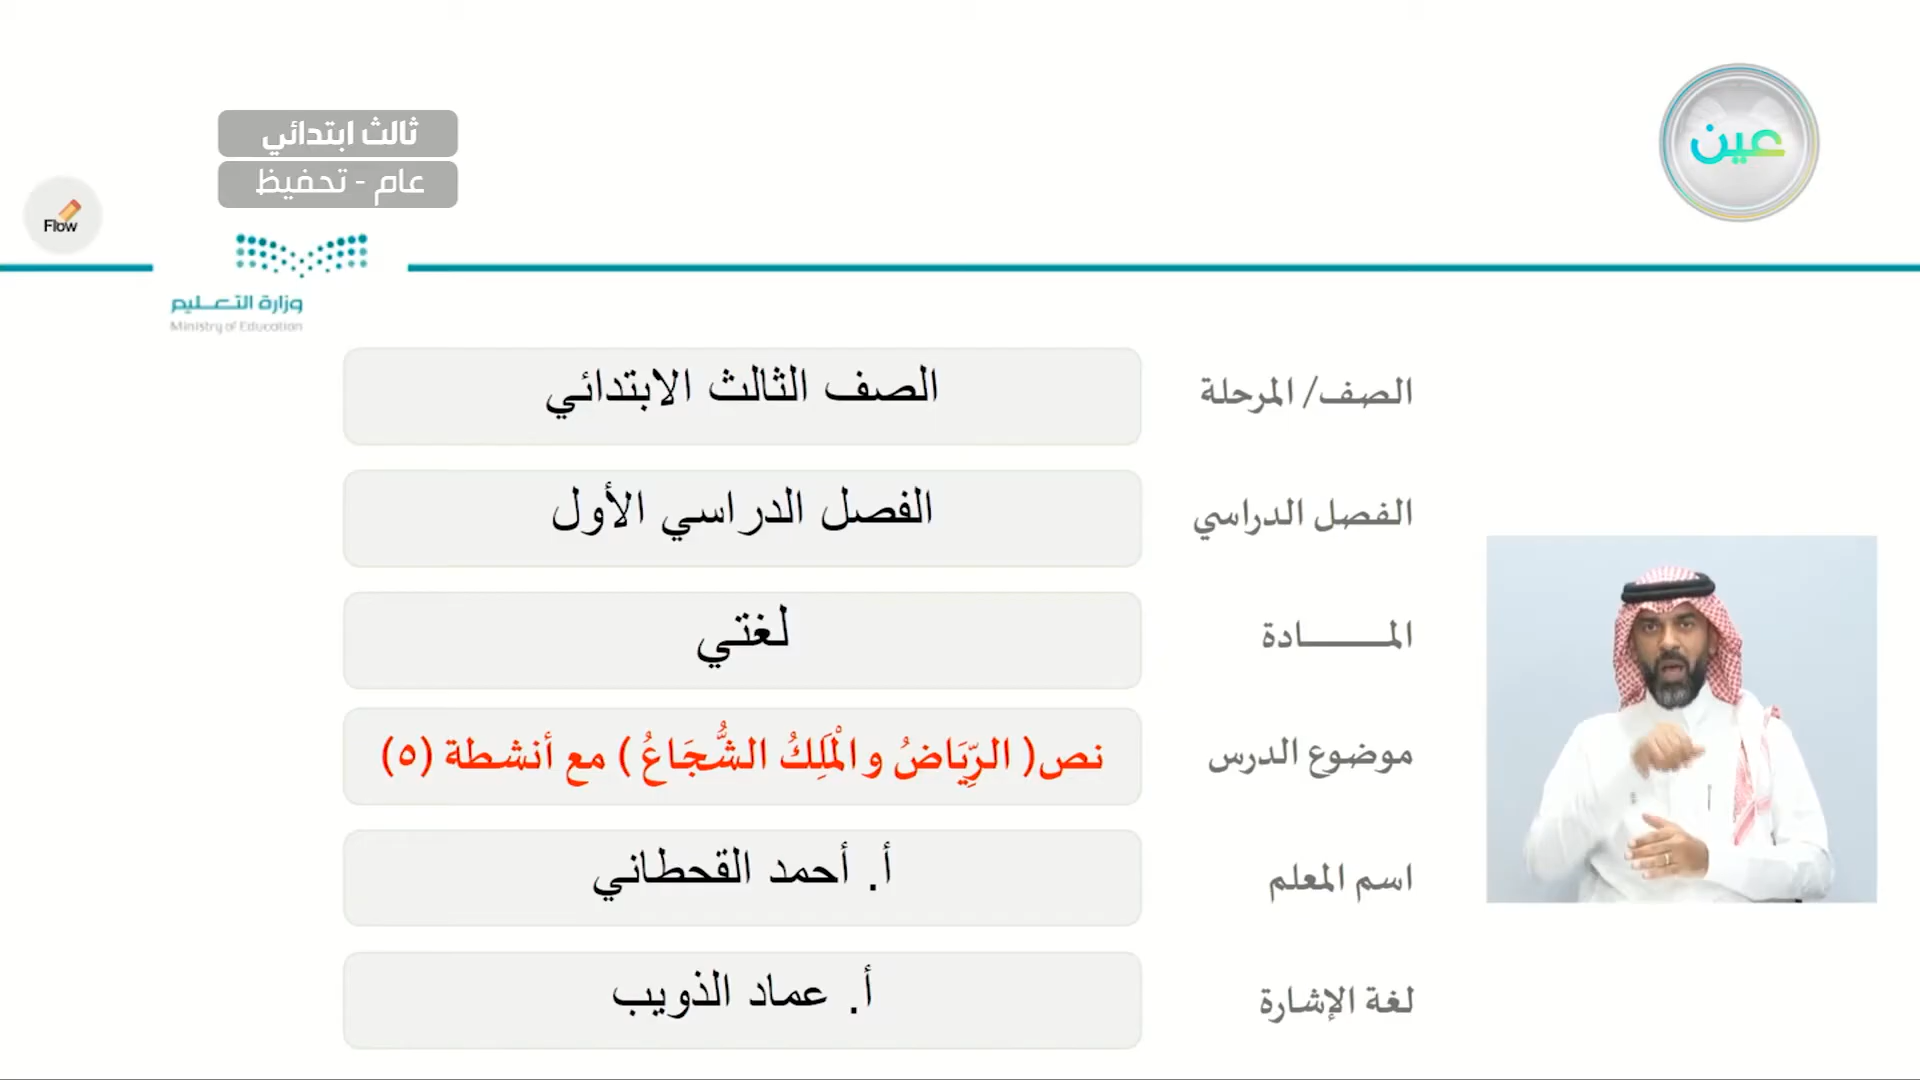 ثالث ابتدائي
عام - تحفيظ
عين
Flow
وزارة التعليم
Ministry of Education
الصف/ المرحلة الصف الثالث الابتدائي
الفصل الدراسي الفصل الدراسي الأول
المـــــــادة لغتي
موضوع الدرس نص( الرِّيَاضُ والْمَلِكُ الشُّجَاعُ ) مع أنشطة (٥)
اسم المعلم أ. أحمد القحطاني
لغة الإشارة أ. عماد الذويب